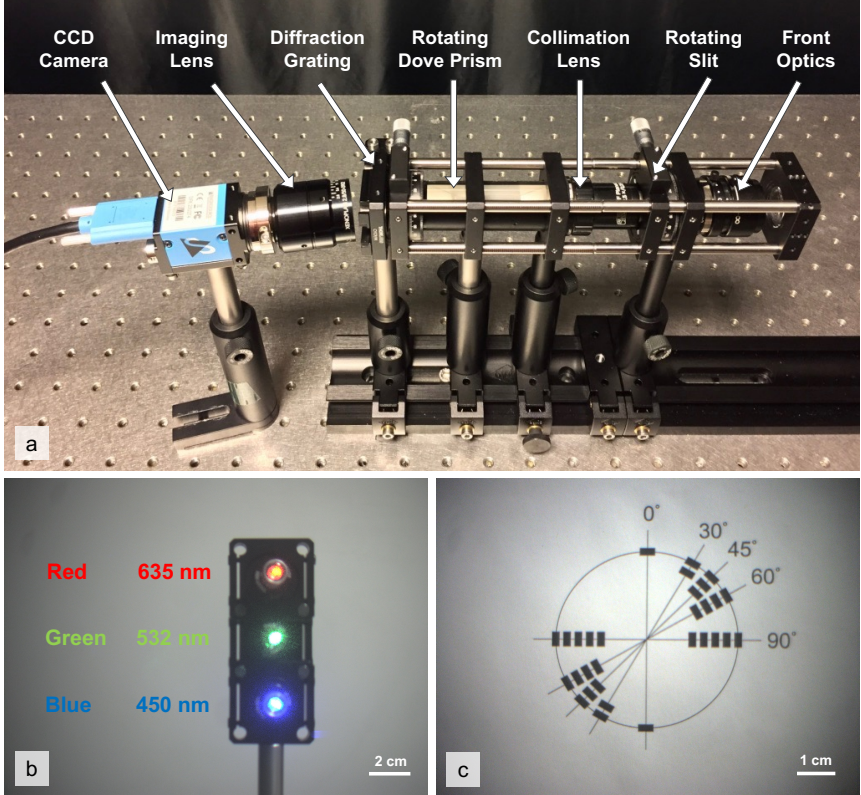 CCD
Camera
Imaging
Lens
Diffraction
Grating
Rotating
Dove Prism
Collimation
Lens
Rotating
Slit
Front
Optics
a
Red 635 nm
Green 532 nm
Blue 450 nm
2 cm
b
0°
30°
45°
60°
90°
1 cm
c